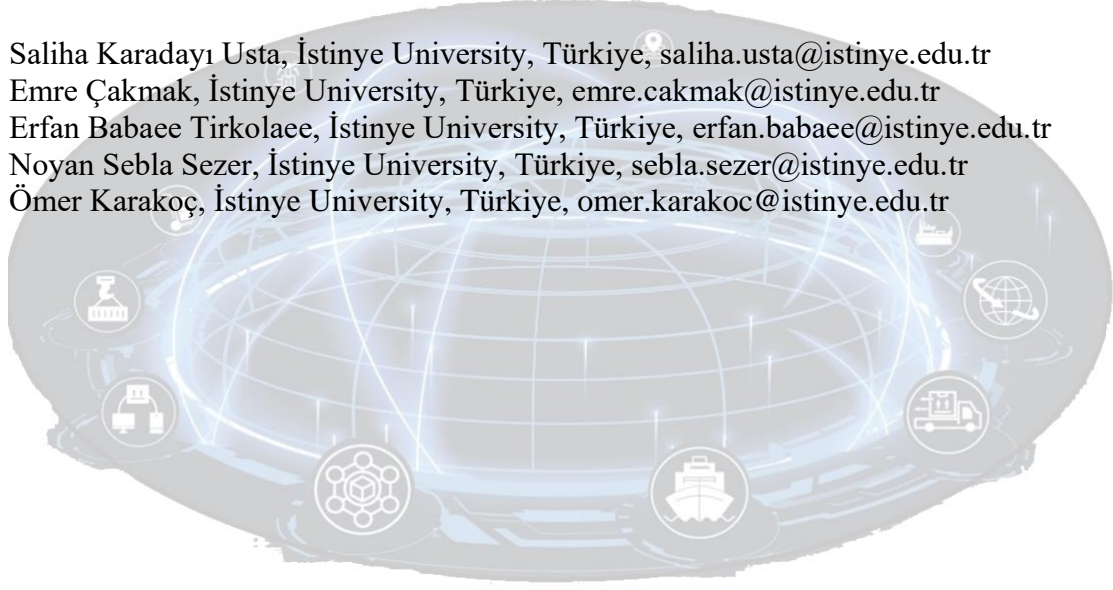 Saliha Karadayı Usta, İstinye University, Türkiye, saliha.usta@istinye.edu.tr
Emre Çakmak, İstinye University, Türkiye, emre.cakmak@istinye.edu.tr
Erfan Babaee Tirkolaee, İstinye University, Türkiye, erfan.babaee@istinye.edu.tr
Noyan Sebla Sezer, İstinye University, Türkiye, sebla.sezer@istinye.edu.tr
Ömer Karakoç, İstinye University, Türkiye, omer.karakoc@istinye.edu.tr